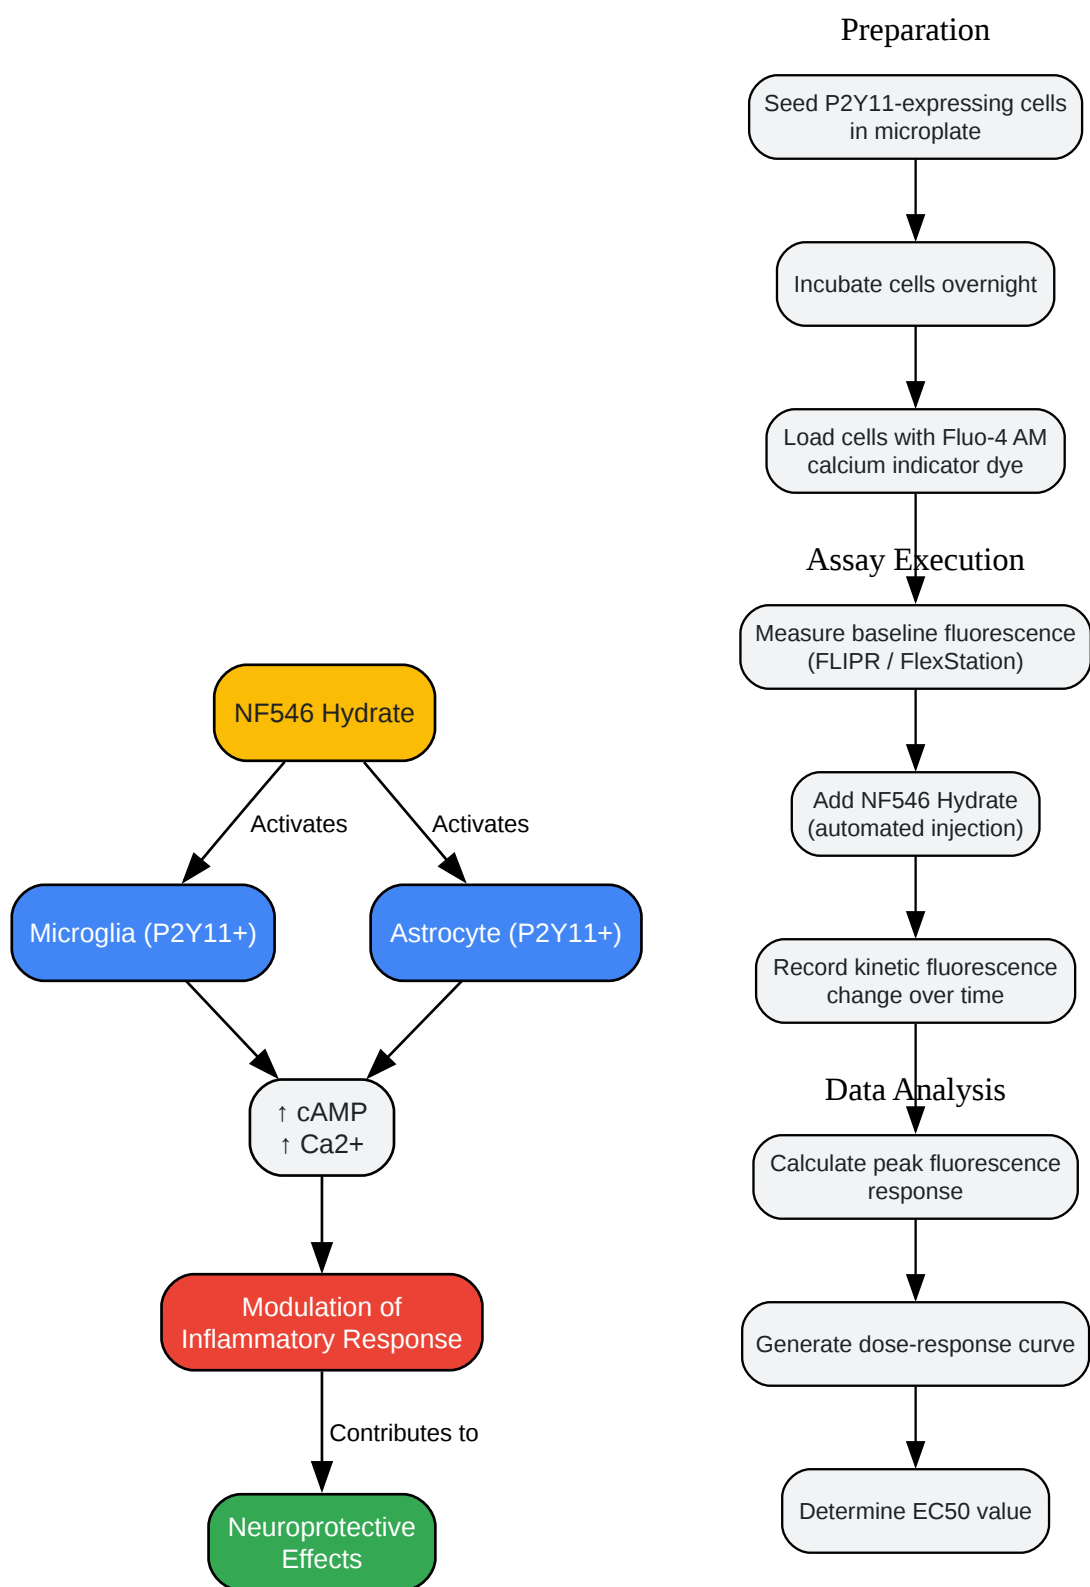 NF546 Hydrate
Activates
Activates
Microglia (P2Y11+)
Astrocyte (P2Y11+)
↑ cAMP
↑ Ca2+
Modulation of
Inflammatory Response
Contributes to
Neuroprotective
Effects
Preparation
Seed P2Y11-expressing cells
in microplate
Incubate cells overnight
Load cells with Fluo-4 AM
calcium indicator dye
Assay Execution
Measure baseline fluorescence
(FLIPR / FlexStation)
Add NF546 Hydrate
(automated injection)
Record kinetic fluorescence
change over time
Data Analysis
Calculate peak fluorescence
response
Generate dose-response curve
Determine EC50 value